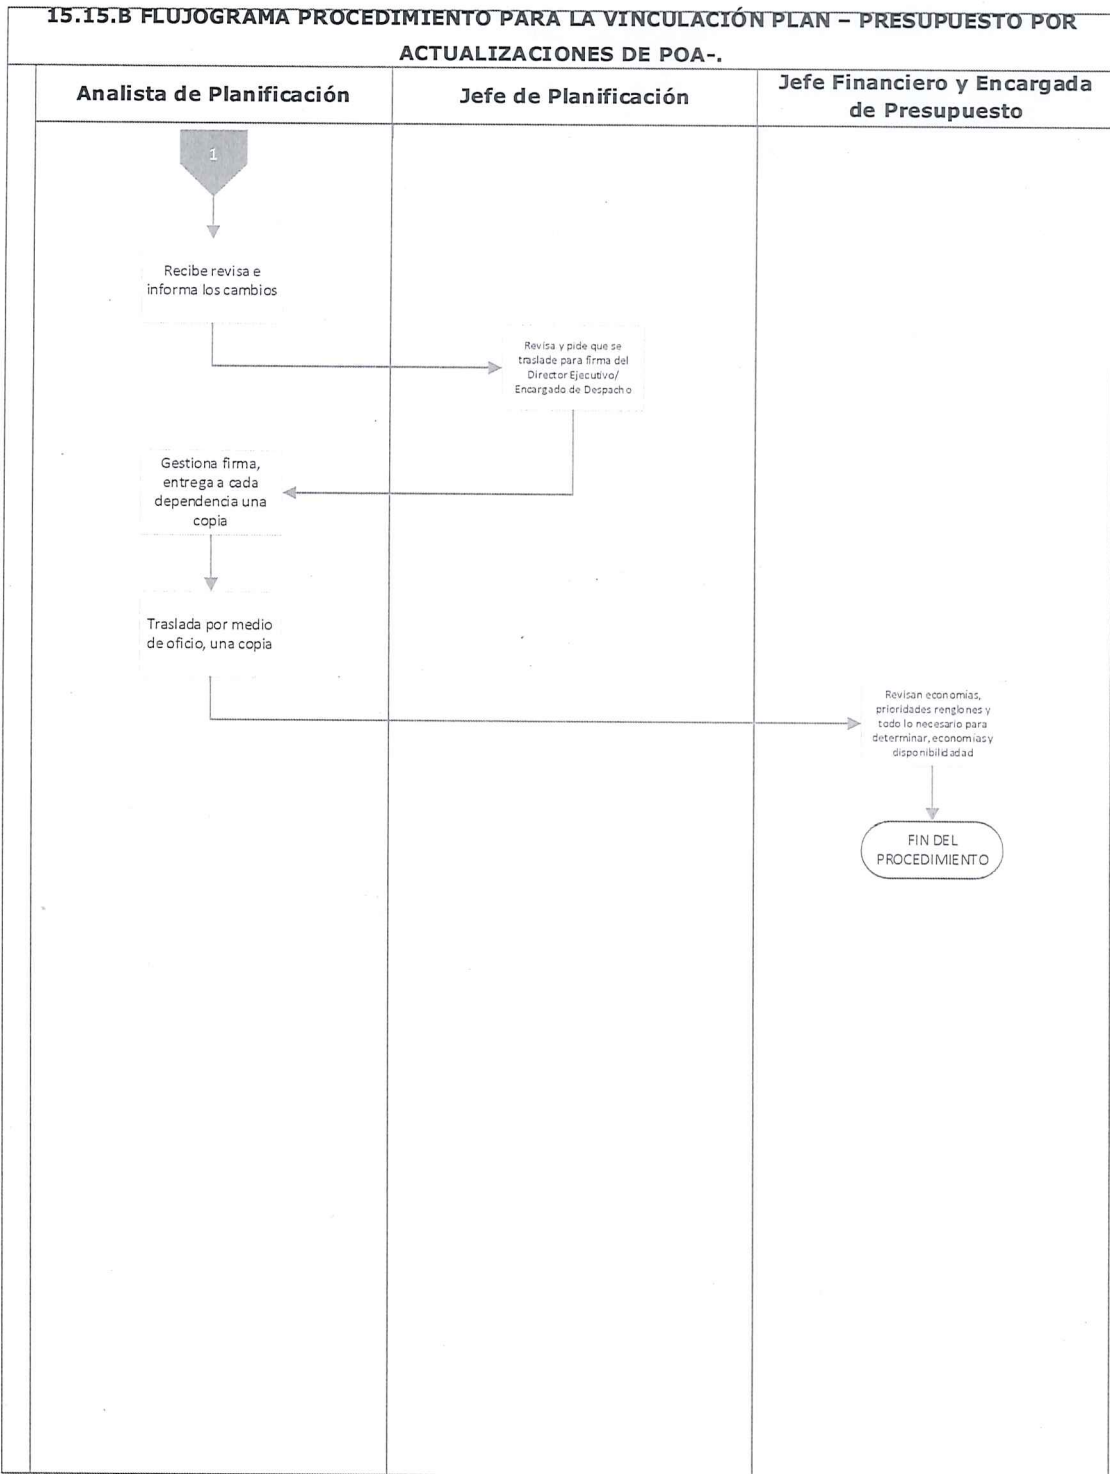 15.15.B FLUJOGRAMA PROCEDIMIENTO PARA LA VINCULACIÓN PLAN – PRESUPUESTO POR
ACTUALIZACIONES DE POA-.
Analista de Planificación
Jefe de Planificación
Jefe Financiero y Encargada
de Presupuesto
1
Recibe revisa e
informa los cambios
Revisa y pide que se
traslade para firma del
Director Ejecutivo/
Encargado de Despacho
Gestiona firma,
entrega a cada
dependencia una
copia
Traslada por medio
de oficio, una copia
Revisan economias,
prioridades renglones y
todo lo necesario para
determinar, economias y
disponibilidadad
FIN DEL
PROCEDIMIENTO